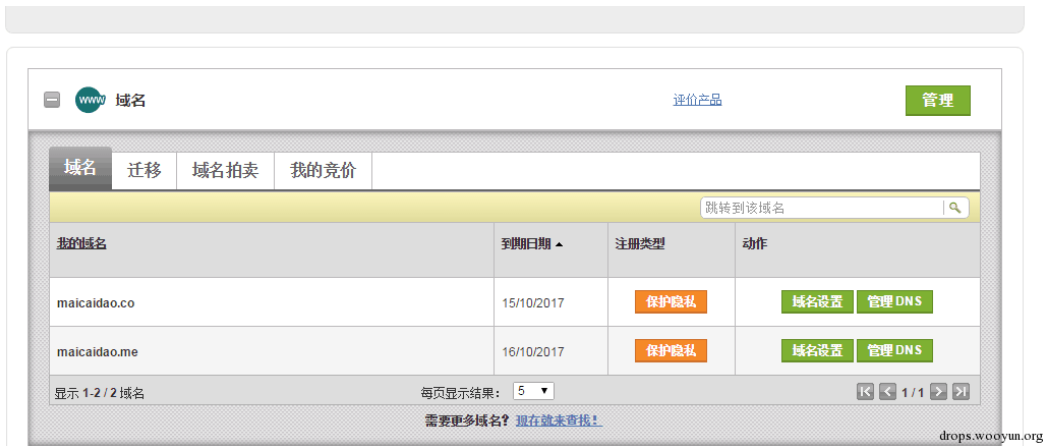 www 域名 评价产品 管理
域名 迁移 域名拍卖 我的竞价
跳转到该域名
我的域名 到期日期 注册类型 动作
maicaidao.co 15/10/2017 保护隐私 域名设置 管理 DNS
maicaidao.me 16/10/2017 保护隐私 域名设置 管理 DNS
显示 1-2 / 2 域名 每页显示结果: 5 1 / 1
需要更多域名? 现在就来查找!
drops.wooyun.org